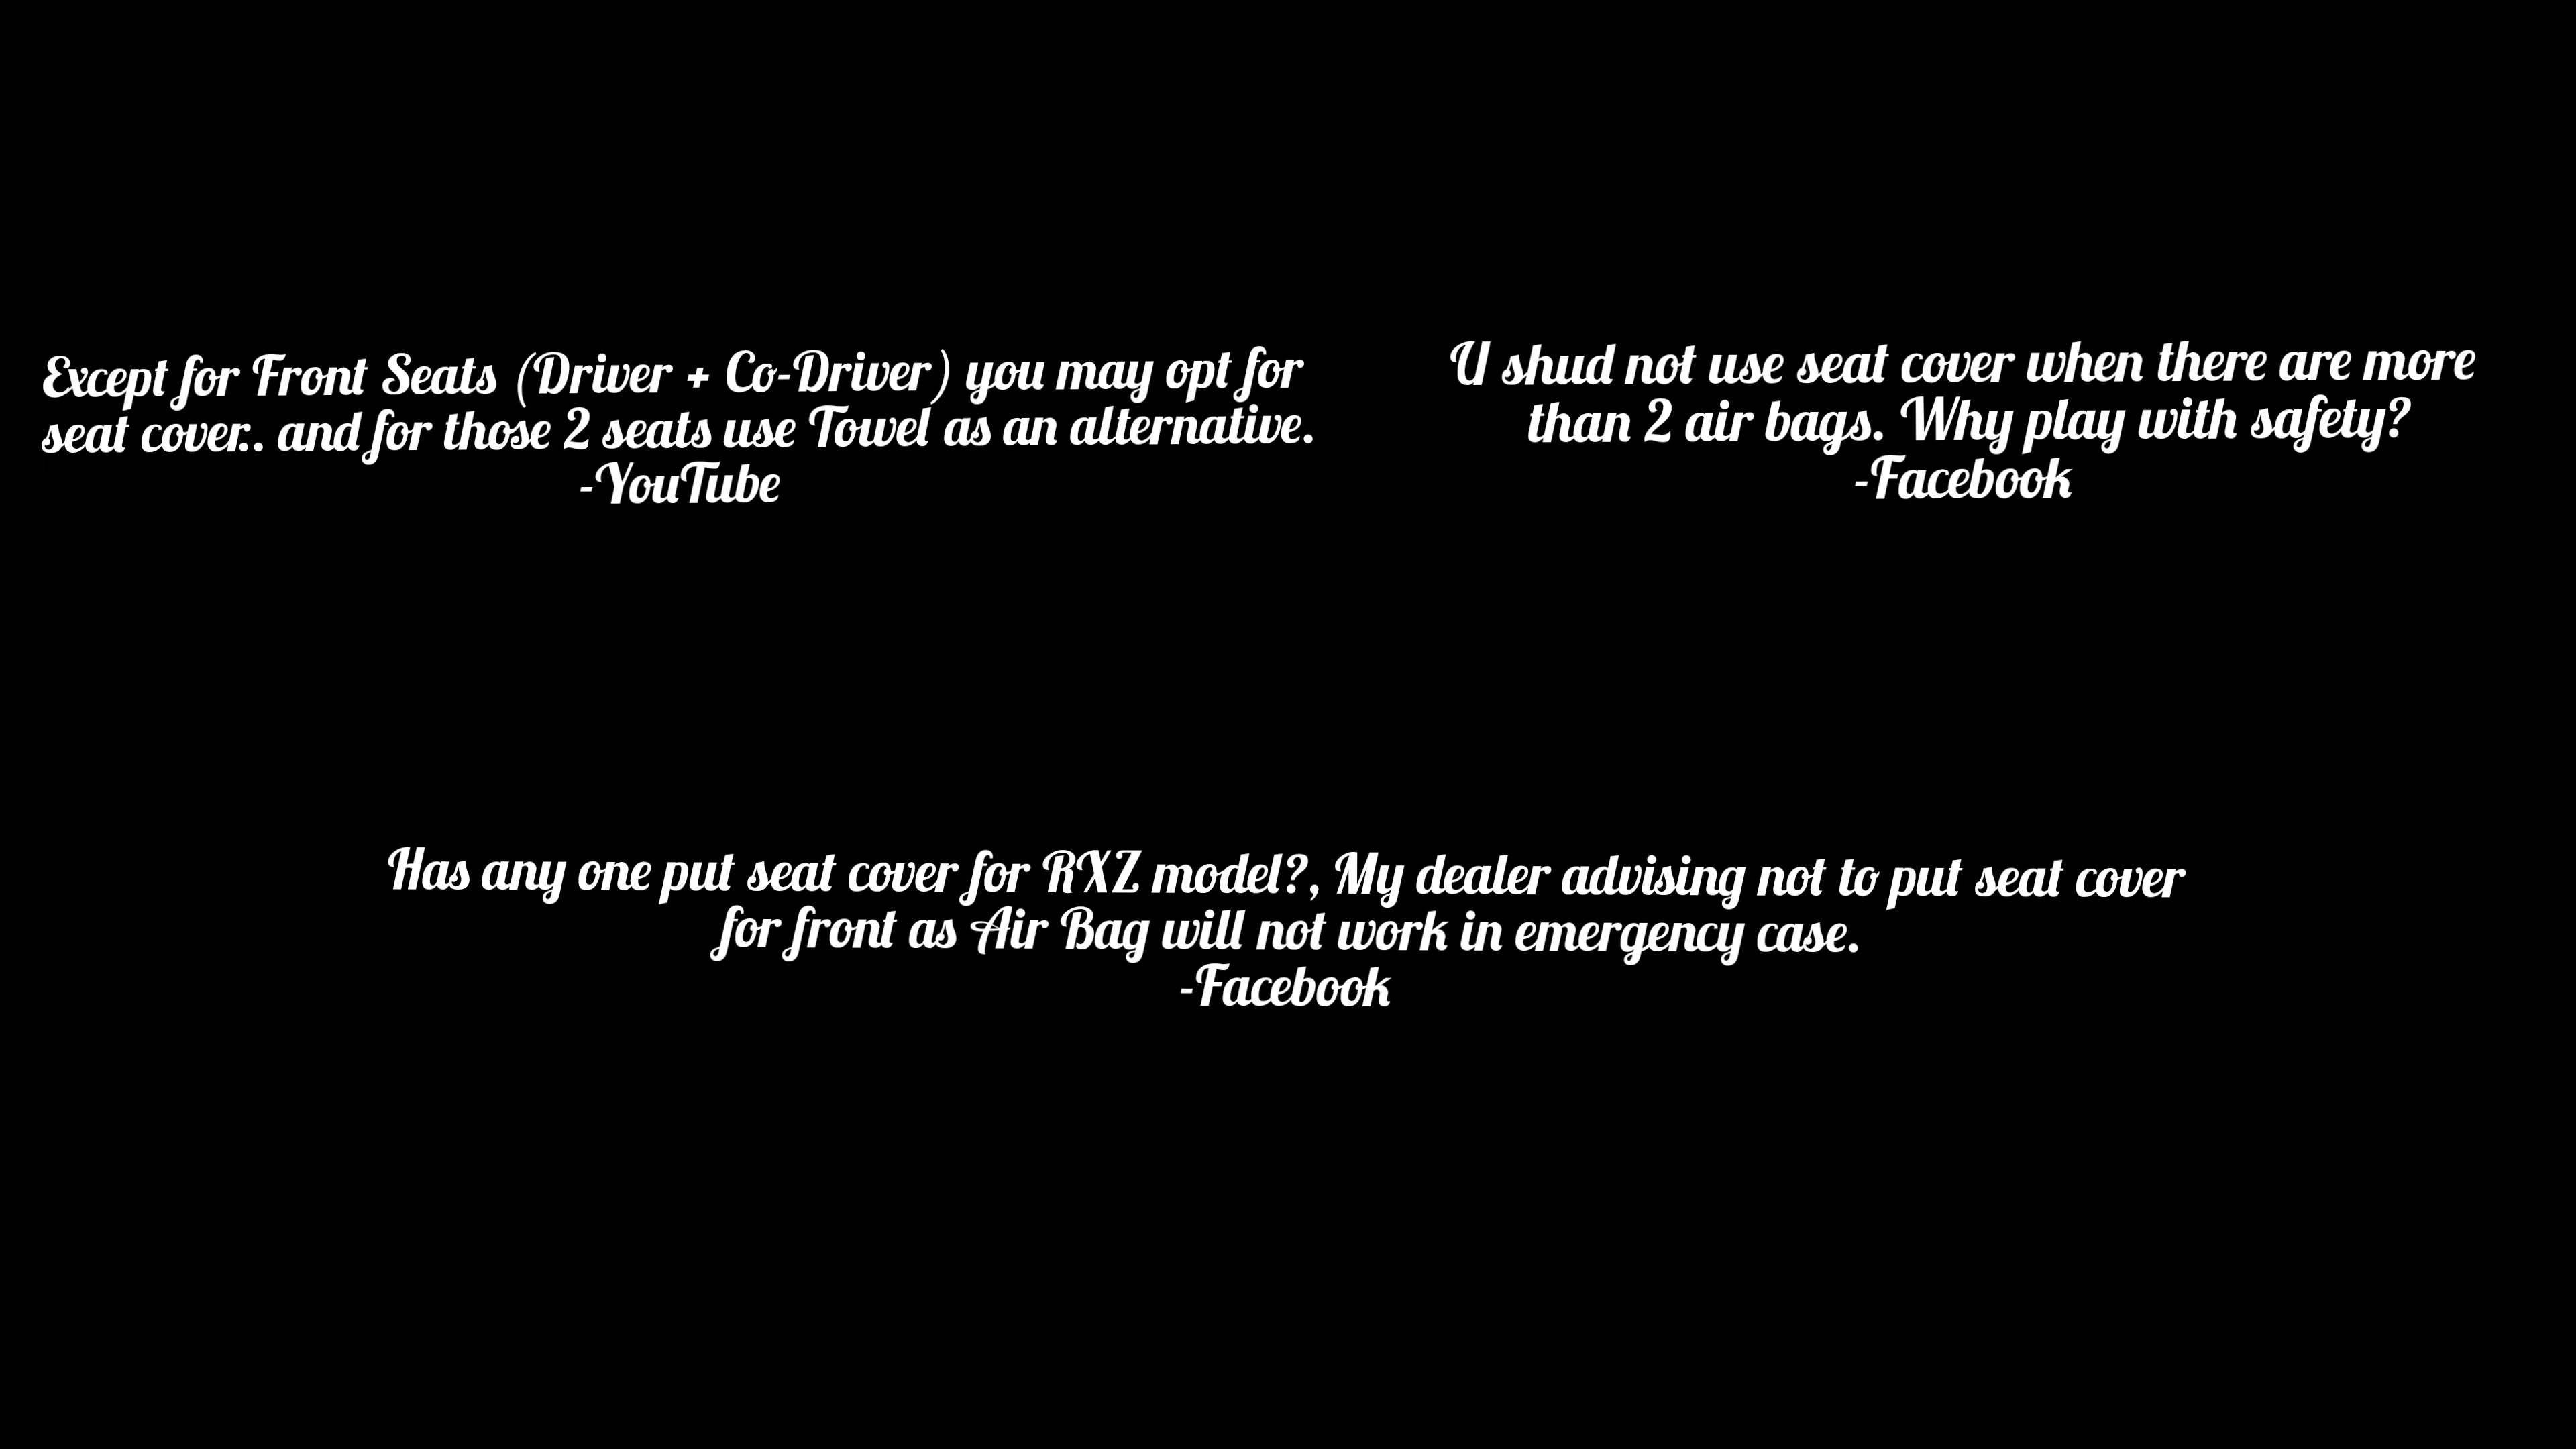 Except for Front Seats (Driver + Co-Driver) you may opt for
seat cover.. and for those 2 seats use Towel as an alternative.
-YouTube
U shud not use seat cover when there are more
than 2 air bags. Why play with safety?
-Facebook
Has any one put seat cover for RXZ model?, My dealer advising not to put seat cover
for front as Air Bag will not work in emergency case.
-Facebook